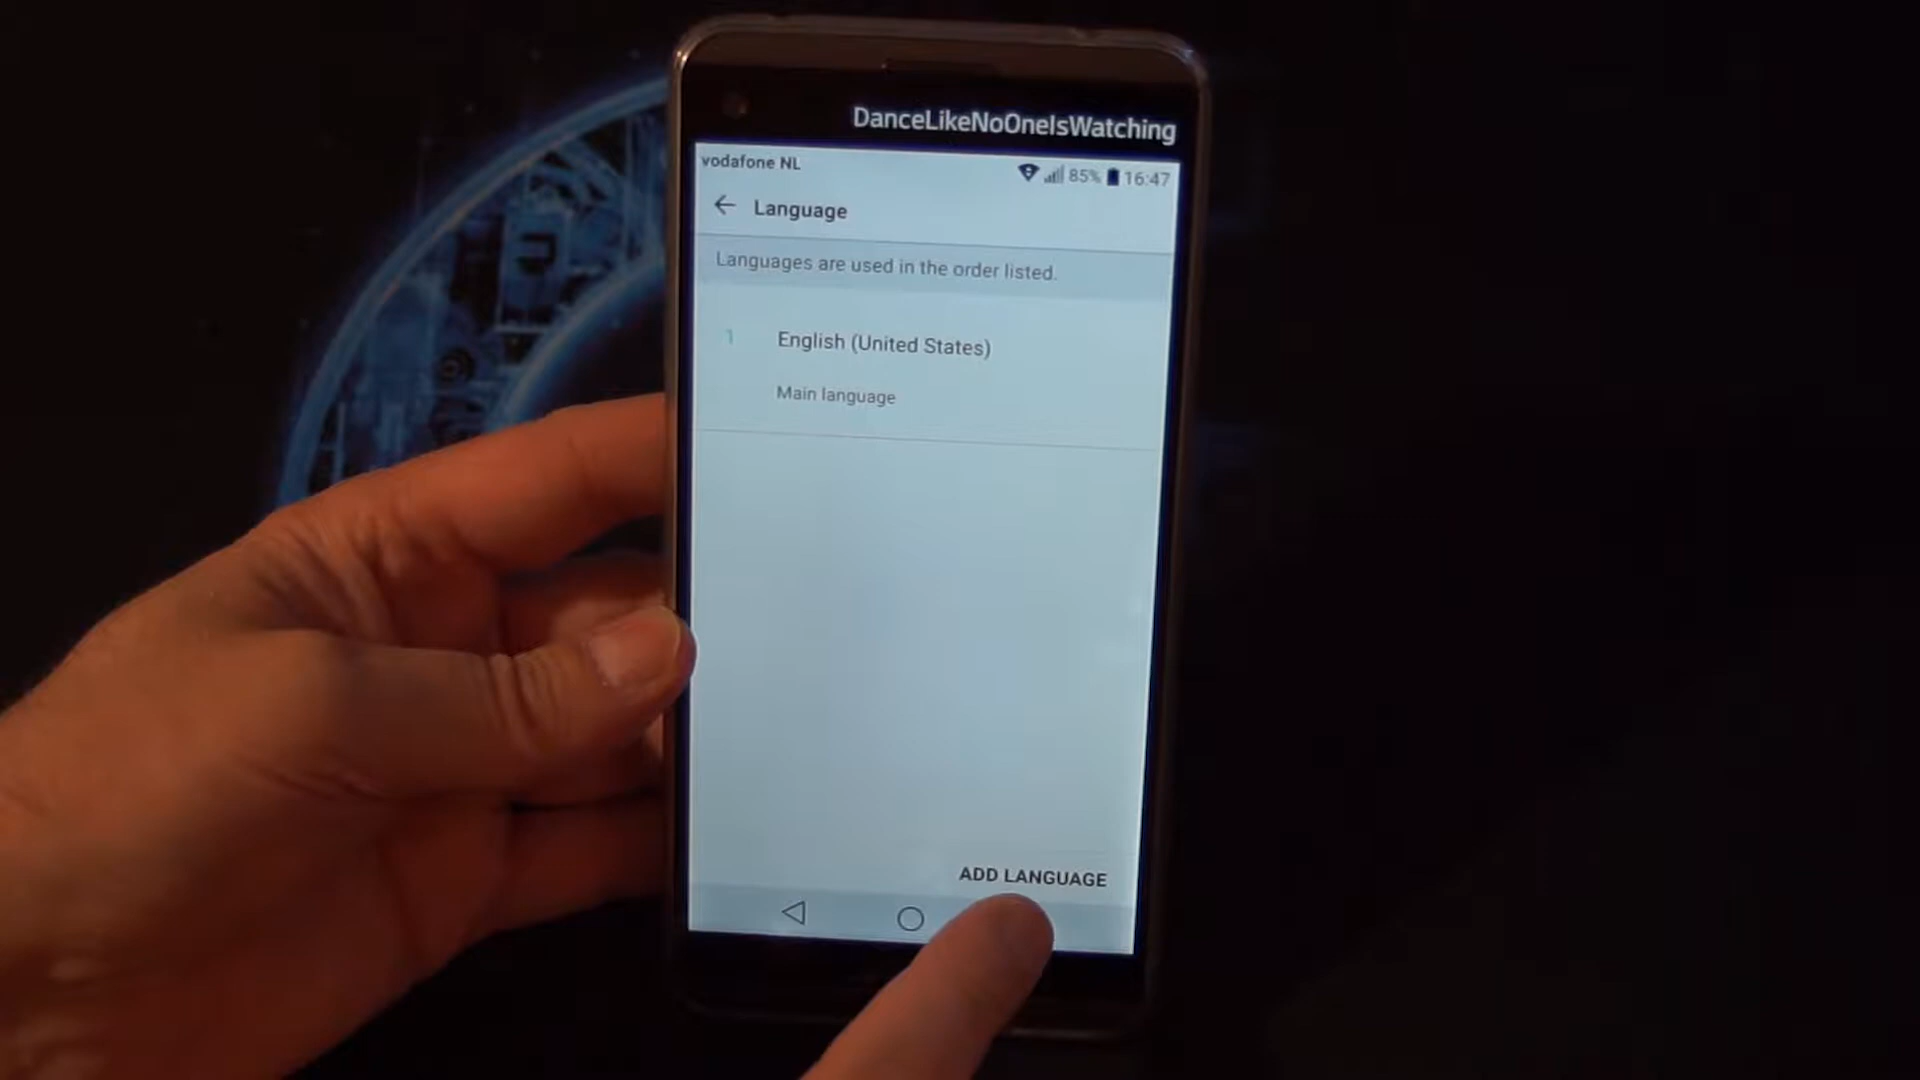 DanceLikeNoOneIsWatching
vodafone NL
85% 16:47
Language
Languages are used in the order listed.
1
English (United States)
Main language
ADD LANGUAGE